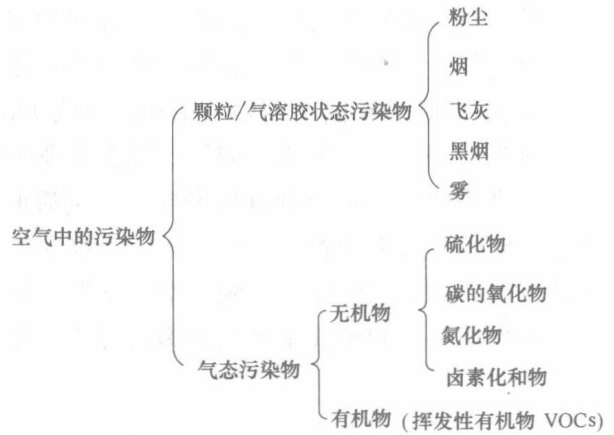 粉尘
烟
颗粒/气溶胶状态污染物
飞灰
黑烟
雾
空气中的污染物
硫化物
碳的氧化物
无机物
氮化物
气态污染物
卤素化和物
有机物 (挥发性有机物 VOCs)